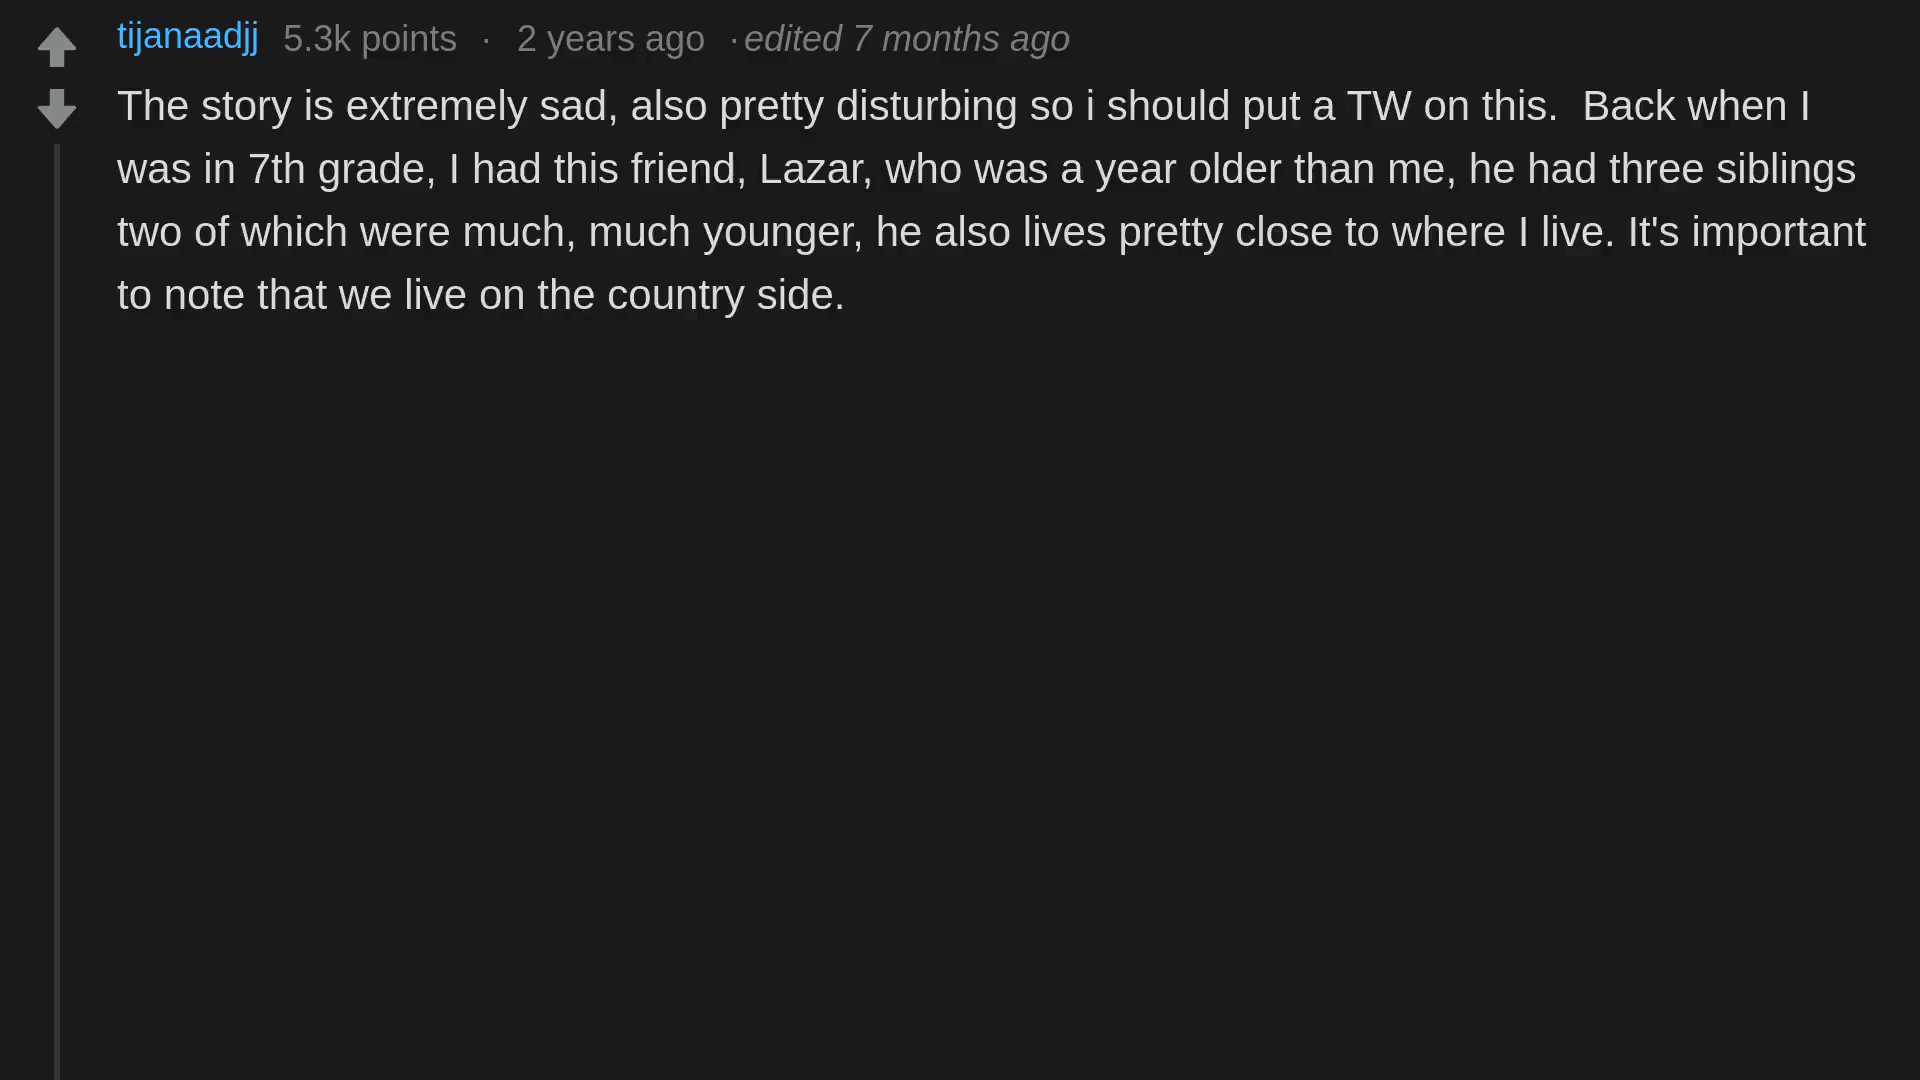 tijanaadjj 5.3k points · 2 years ago · edited 7 months ago
The story is extremely sad, also pretty disturbing so i should put a TW on this.  Back when I
was in 7th grade, I had this friend, Lazar, who was a year older than me, he had three siblings
two of which were much, much younger, he also lives pretty close to where I live. It's important
to note that we live on the country side.